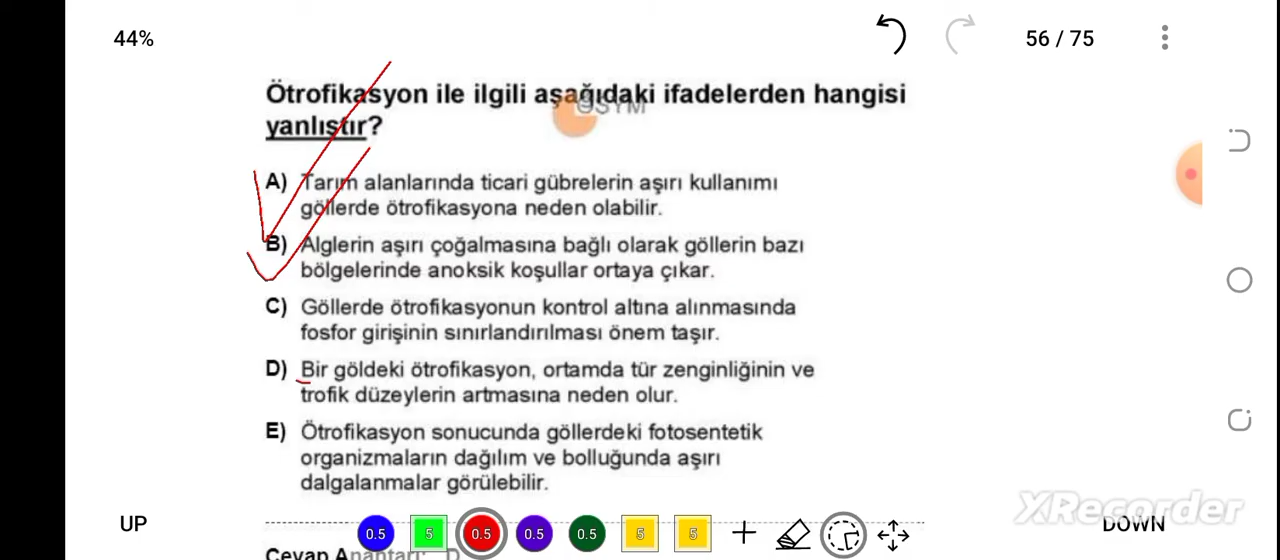 44%
56 / 75
Ötrofikasyon ile ilgili aşağıdaki ifadelerden hangisi
ÖSYM
yanlıştır?
A) Tarım alanlarında ticari gübrelerin aşırı kullanımı
göllerde ötrofikasyona neden olabilir.
B) Alglerin aşırı çoğalmasına bağlı olarak göllerin bazı
bölgelerinde anoksik koşullar ortaya çıkar.
C) Göllerde ötrofikasyonun kontrol altına alınmasında
fosfor girişinin sınırlandırılması önem taşır.
D) Bir göldeki ötrofikasyon, ortamda tür zenginliğinin ve
trofik düzeylerin artmasına neden olur.
E) Ötrofikasyon sonucunda göllerdeki fotosentetik
organizmaların dağılım ve bolluğunda aşırı
dalgalanmalar görülebilir.
XRecorder
UP
0.5 5 0.5 0.5 0.5 5 5
DOWN
Cevap Anahtarı: D